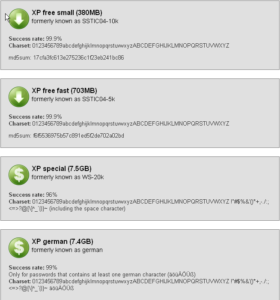 XP free small (380MB)
formerly known as SSTIC04-10k
Success rate: 99.9%
Charset: 0123456789abcdefghijklmnopqrstuvwxyzABCDEFGHIJKLMNOPQRSTUVWXYZ
md5sum: 17cfa3fc613e275236c1f23eb241bc86
XP free fast (703MB)
formerly known as SSTIC04-5k
Success rate: 99.9%
Charset: 0123456789abcdefghijklmnopqrstuvwxyzABCDEFGHIJKLMNOPQRSTUVWXYZ
md5sum:
XP special (7.5GB)
formerly known as WS-20k
Success rate: 96%
Charset: 0123456789abcdefghijklmnopqrstuvwxyzABCDEFGHIJKLMNOPQRSTUVWXYZ
(including the space character)
XP german (7.4GB)
formerly known as german
Success rate: 99%
Only for passwords that contains at least one german character (äöüÄÖÜß)
Charset: 0123456789abcdefghijklmnopqrstuvwxyzABCDEFGHIJKLMNOPQRSTUVWXYZ
äöüÄÖÜß